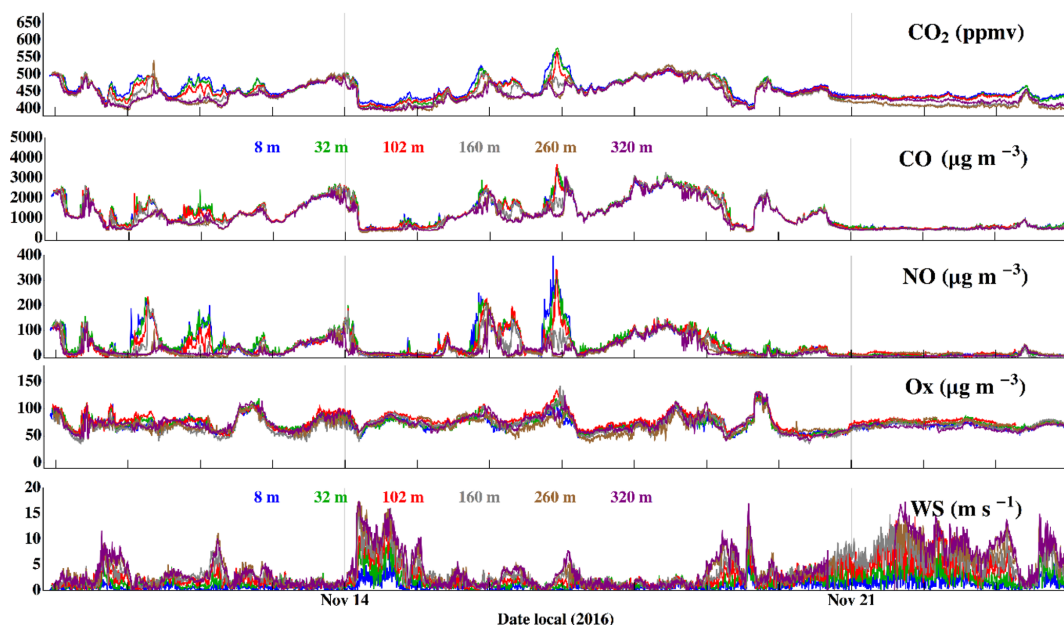 650
600
550
500
450
400
CO₂ (ppmv)
5000
4000
3000
2000
1000
0
8 m 32 m 102 m 160 m 260 m 320 m
CO (µg m ⁻³)
400
300
200
100
0
NO (µg m ⁻³)
150
100
50
0
Ox (µg m ⁻³)
20
15
10
5
0
8 m 32 m 102 m 160 m 260 m 320 m
WS (m s ⁻¹)
Nov 14 Nov 21
Date local (2016)